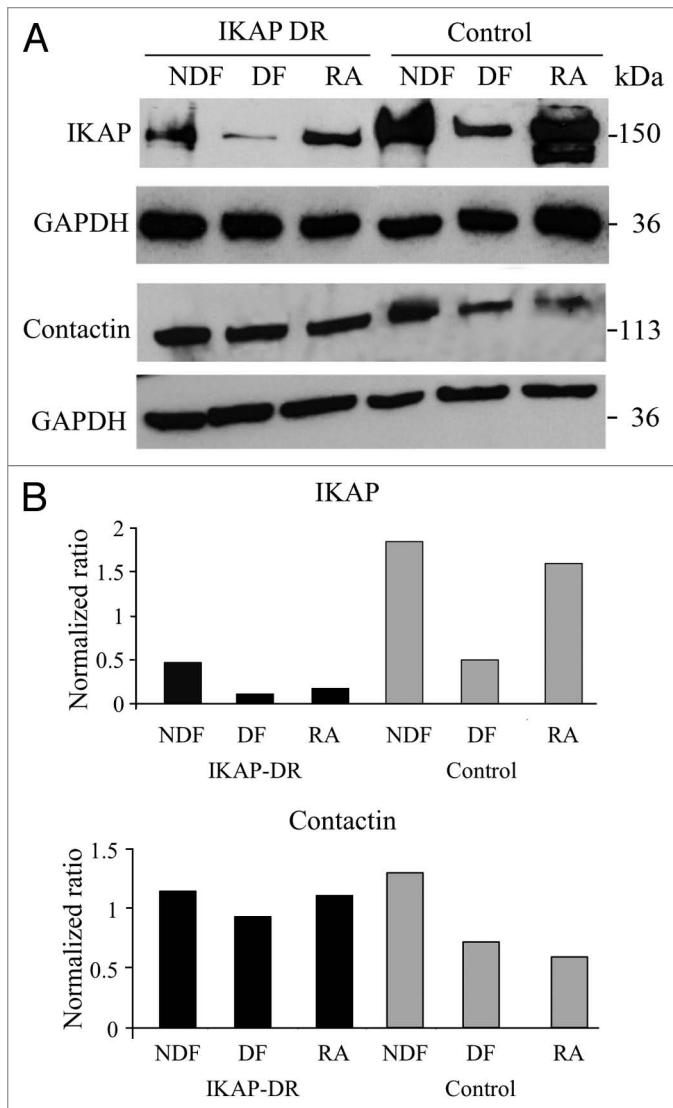 A
IKAP DR Control
NDF DF RA NDF DF RA kDa
IKAP -150
GAPDH - 36
Contactin -113
GAPDH - 36
B
IKAP
Normalized ratio
2
1.5
1
0.5
0
NDF DF RA NDF DF RA
IKAP-DR Control
Contactin
Normalized ratio
1.5
1
0.5
0
NDF DF RA NDF DF RA
IKAP-DR Control